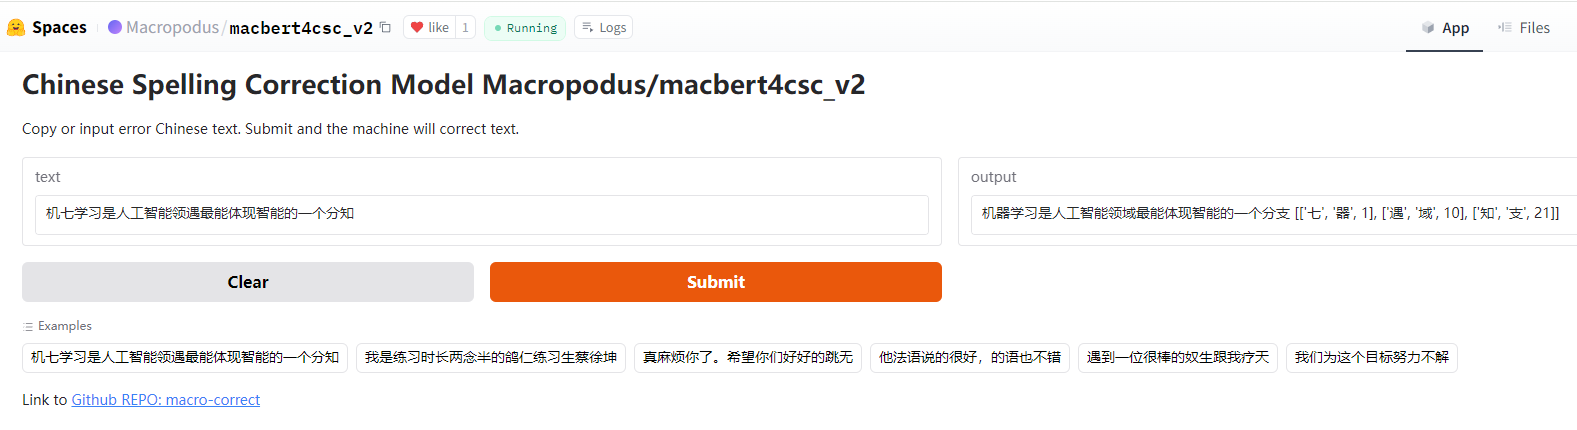 Spaces Macropodus/macbert4csc_v2 like 1 Running Logs App Files
Chinese Spelling Correction Model Macropodus/macbert4csc_v2
Copy or input error Chinese text. Submit and the machine will correct text.
text
机七学习是人工智能领遇最能体现智能的一个分知
output
机器学习是人工智能领域最能体现智能的一个分支 [['七', '器', 1], ['遇', '域', 10], ['知', '支', 21]]
Clear Submit
Examples
机七学习是人工智能领遇最能体现智能的一个分知 我是练习时长两念半的鸽仁练习生蔡徐坤 真麻烦你了。希望你们好好的跳无 他法语说的很好，的语也不错 遇到一位很棒的奴生跟我疗天 我们为这个目标努力不解
Link to Github REPO: macro-correct